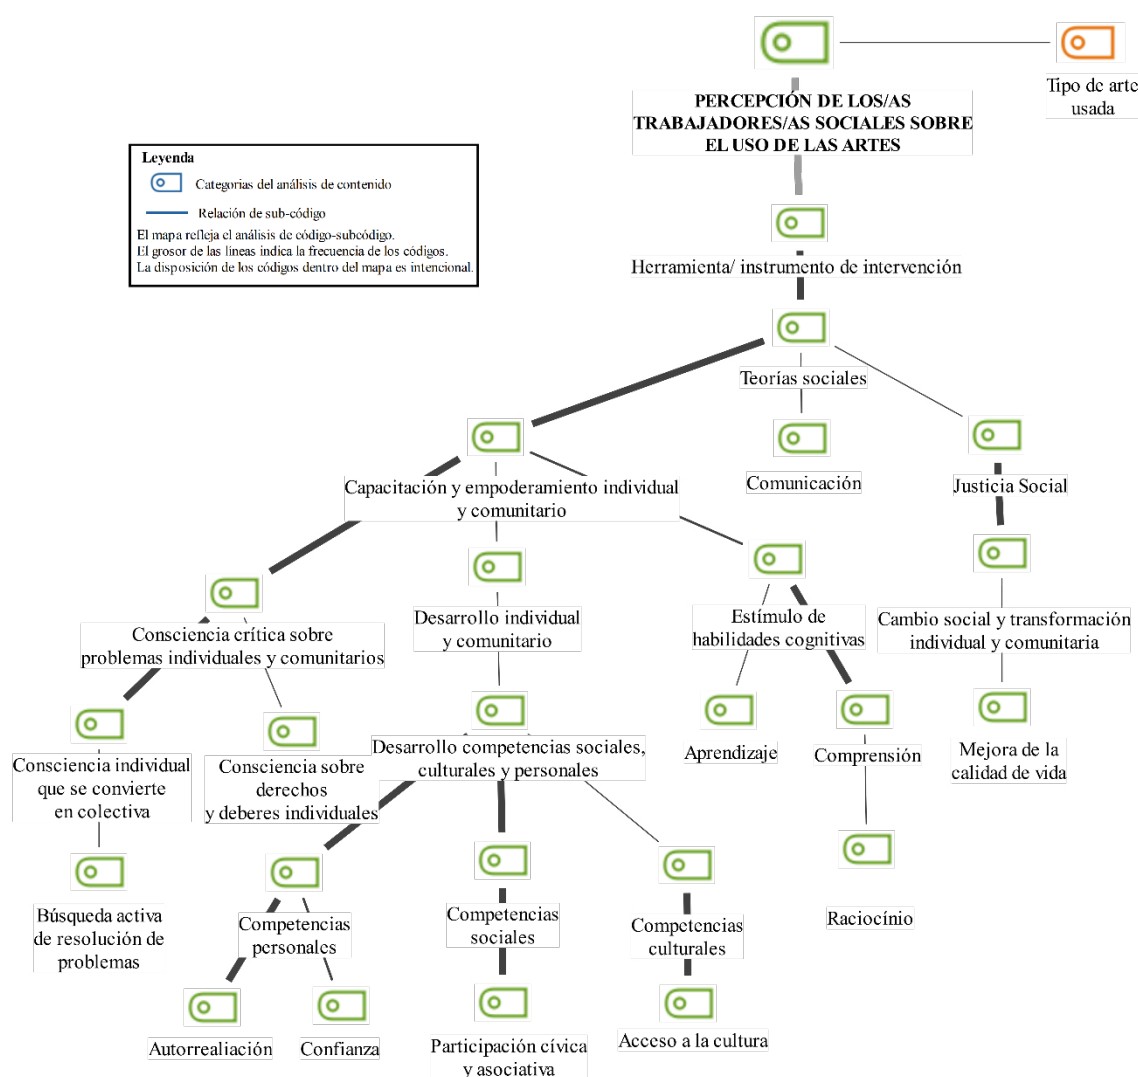 Tipo de arte
usada
PERCEPCIÓN DE LOS/AS
TRABAJADORES/AS SOCIALES SOBRE
EL USO DE LAS ARTES
Leyenda
Categorias del análisis de contenido
Relación de sub-código
El mapa refleja el análisis de código-subcódigo.
El grosor de las líneas indica la frecuencia de los códigos.
La disposición de los códigos dentro del mapa es intencional.
Herramienta/ instrumento de intervención
Teorías sociales
Capacitación y empoderamiento individual
y comunitario
Comunicación
Justicia Social
Consciencia crítica sobre
problemas individuales y comunitarios
Desarrollo individual
y comunitario
Estímulo de
habilidades cognitivas
Cambio social y transformación
individual y comunitaria
Consciencia individual
que se convierte
en colectiva
Consciencia sobre
derechos
y deberes individuales
Desarrollo competencias sociales,
culturales y personales
Aprendizaje
Comprensión
Mejora de la
calidad de vida
Búsqueda activa
de resolución de
problemas
Competencias
personales
Competencias
sociales
Competencias
culturales
Raciocínio
Autorrealiación
Confianza
Participación cívica
y asociativa
Acceso a la cultura